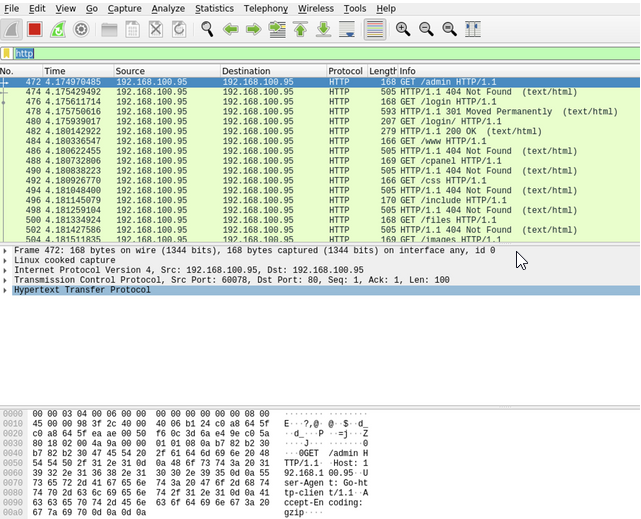 File Edit View Go Capture Analyze Statistics Telephony Wireless Tools Help
http
No. Time Source Destination Protocol Length Info
472 4.174970485 192.168.100.95 192.168.100.95 HTTP 168 GET /admin HTTP/1.1
474 4.175429492 192.168.100.95 192.168.100.95 HTTP 505 HTTP/1.1 404 Not Found (text/html)
476 4.175611714 192.168.100.95 192.168.100.95 HTTP 168 GET /login HTTP/1.1
478 4.175750616 192.168.100.95 192.168.100.95 HTTP 593 HTTP/1.1 301 Moved Permanently (text/html)
480 4.175939017 192.168.100.95 192.168.100.95 HTTP 207 GET /login/ HTTP/1.1
482 4.180142922 192.168.100.95 192.168.100.95 HTTP 279 HTTP/1.1 200 OK (text/html)
484 4.180336547 192.168.100.95 192.168.100.95 HTTP 166 GET /www HTTP/1.1
486 4.180622455 192.168.100.95 192.168.100.95 HTTP 505 HTTP/1.1 404 Not Found (text/html)
488 4.180732806 192.168.100.95 192.168.100.95 HTTP 169 GET /cpanel HTTP/1.1
490 4.180838223 192.168.100.95 192.168.100.95 HTTP 505 HTTP/1.1 404 Not Found (text/html)
492 4.180926770 192.168.100.95 192.168.100.95 HTTP 166 GET /css HTTP/1.1
494 4.181048400 192.168.100.95 192.168.100.95 HTTP 505 HTTP/1.1 404 Not Found (text/html)
496 4.181145079 192.168.100.95 192.168.100.95 HTTP 170 GET /include HTTP/1.1
498 4.181259104 192.168.100.95 192.168.100.95 HTTP 505 HTTP/1.1 404 Not Found (text/html)
500 4.181334924 192.168.100.95 192.168.100.95 HTTP 168 GET /files HTTP/1.1
502 4.181427586 192.168.100.95 192.168.100.95 HTTP 505 HTTP/1.1 404 Not Found (text/html)
504 4.181511835 192.168.100.95 192.168.100.95 HTTP 169 GET /images HTTP/1.1
Frame 472: 168 bytes on wire (1344 bits), 168 bytes captured (1344 bits) on interface any, id 0
Linux cooked capture
Internet Protocol Version 4, Src: 192.168.100.95, Dst: 192.168.100.95
Transmission Control Protocol, Src Port: 60078, Dst Port: 80, Seq: 1, Ack: 1, Len: 100
Hypertext Transfer Protocol
0000 00 00 03 04 00 06 00 00 00 00 00 00 00 00 08 00 ········ ········
0010 45 00 00 98 3f 2c 40 00 40 06 b1 24 c0 a8 64 5f E···?,@· @··$··d_
0020 c0 a8 64 5f ea ae 00 50 f6 0c 3d 6a e4 9e c0 5a ··d_···P ··=j···Z
0030 80 18 02 00 4a 9a 00 00 01 01 08 0a b7 82 b2 30 ····J··· ·······0
0040 b7 82 b2 30 47 45 54 20 2f 61 64 6d 69 6e 20 48 ···0GET /admin H
0050 54 54 50 2f 31 2e 31 0d 0a 48 6f 73 74 3a 20 31 TTP/1.1· ·Host: 1
0060 39 32 2e 31 36 38 2e 31 30 30 2e 39 35 0d 0a 55 92.168.1 00.95··U
0070 73 65 72 2d 41 67 65 6e 74 3a 20 47 6f 2d 68 74 ser-Agen t: Go-ht
0080 74 70 2d 63 6c 69 65 6e 74 2f 31 2e 31 0d 0a 41 tp-clien t/1.1··A
0090 63 63 65 70 74 2d 45 6e 63 6f 64 69 6e 67 3a 20 ccept-En coding:
00a0 67 7a 69 70 0d 0a 0d 0a gzip····